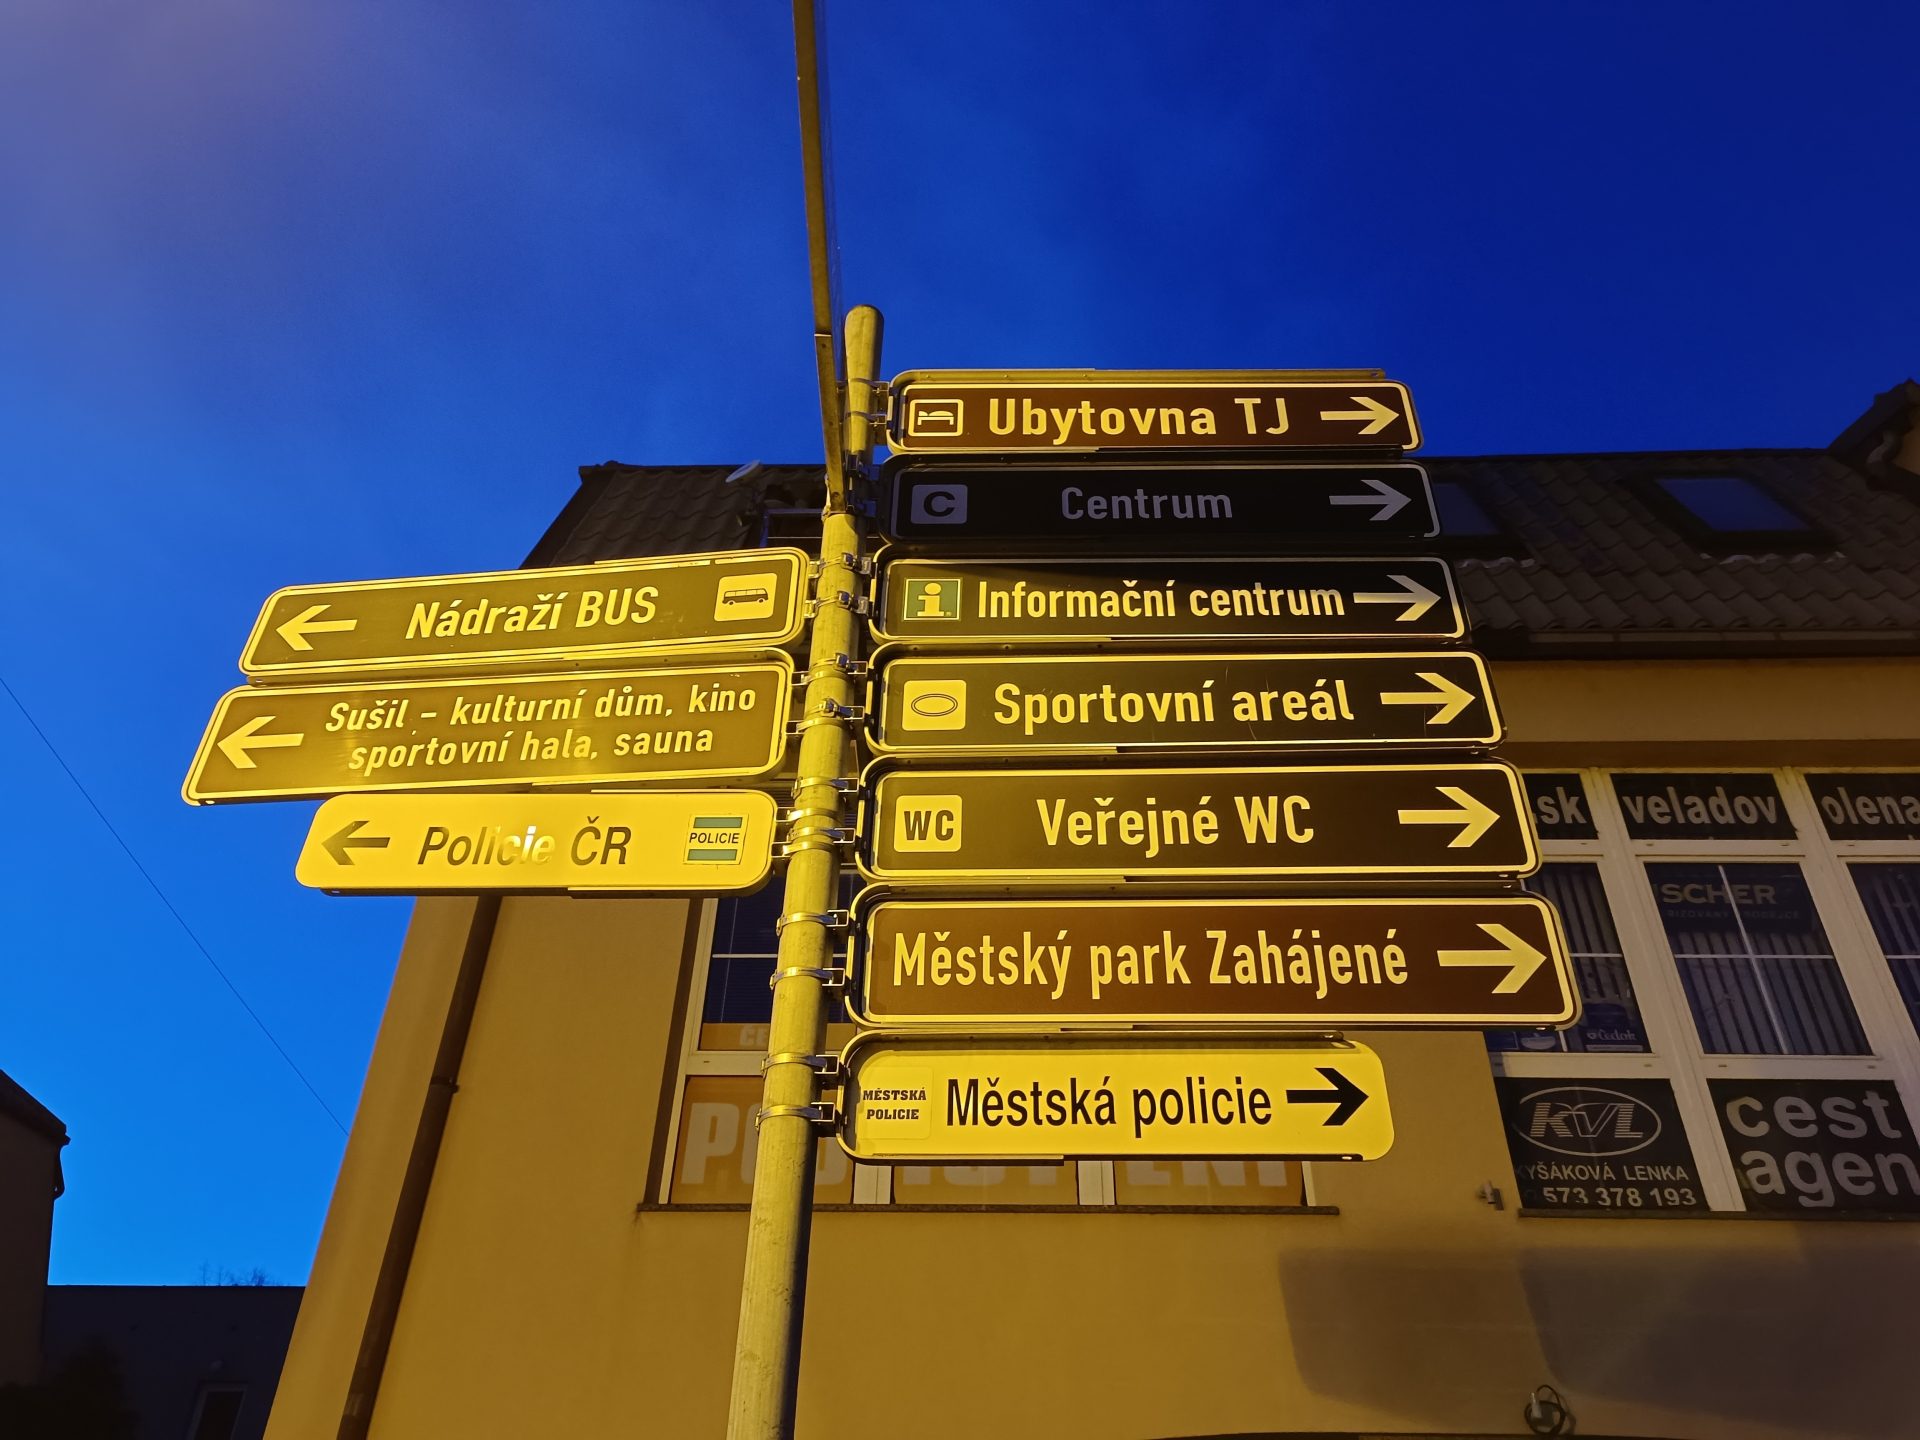 Ubytovna TJ
C Centrum
i Informační centrum
Sportovní areál
WC Veřejné WC
Městský park Zahájené
MĚSTSKÁ
POLICIE
Městská policie
Nádraží BUS
Sušil – kulturní dům, kino
sportovní hala, sauna
Policie ČR
POLICIE
veladov
SCHER
Čedok
KVL
KYŠÁKOVÁ LENKA
573 378 193
cest
agen